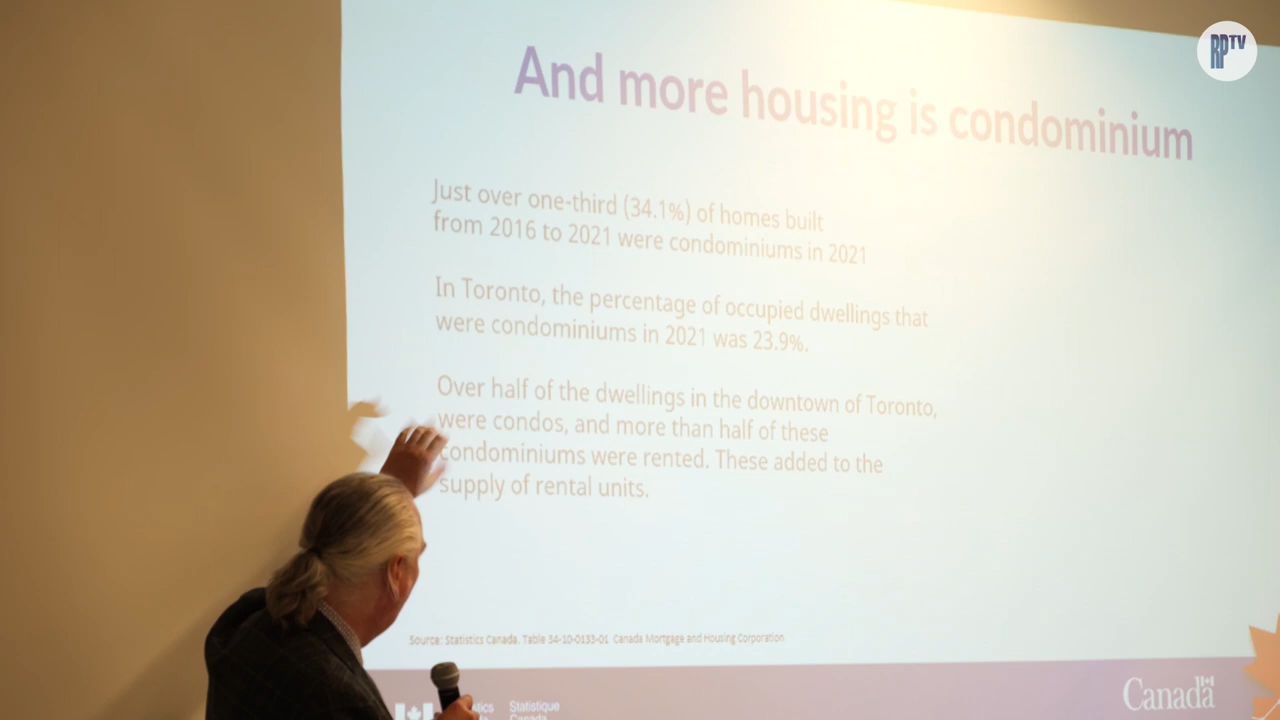 RPTV
And more housing is condominium
Just over one-third (34.1%) of homes built
from 2016 to 2021 were condominiums in 2021
In Toronto, the percentage of occupied dwellings that
were condominiums in 2021 was 23.9%.
Over half of the dwellings in the downtown of Toronto,
were condos, and more than half of these
condominiums were rented. These added to the
supply of rental units.
Source: Statistics Canada. Table 34-10-0133-01 Canada Mortgage and Housing Corporation
Statistique
Canada
Canada